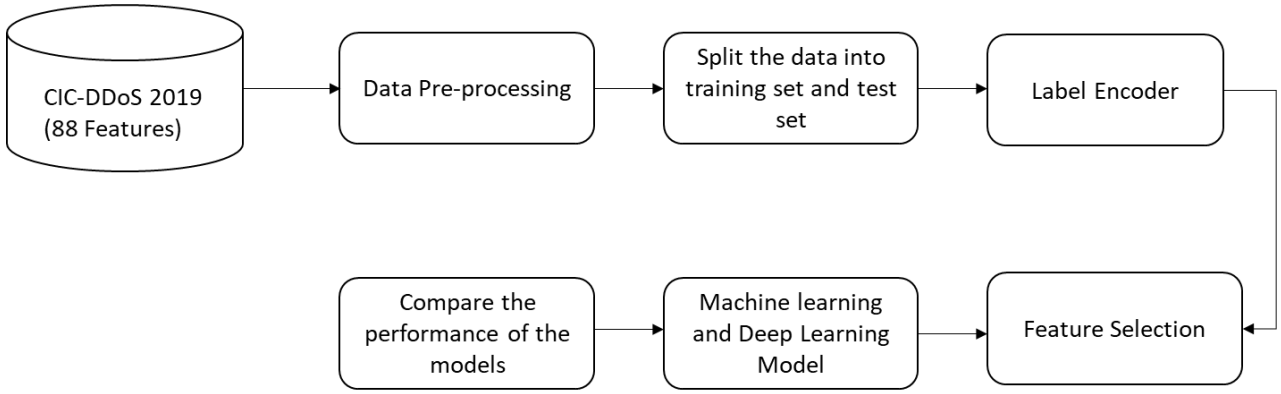 CIC-DDoS 2019
(88 Features)
Data Pre-processing
Split the data into
training set and test
set
Label Encoder
Compare the
performance of the
models
Machine learning
and Deep Learning
Model
Feature Selection